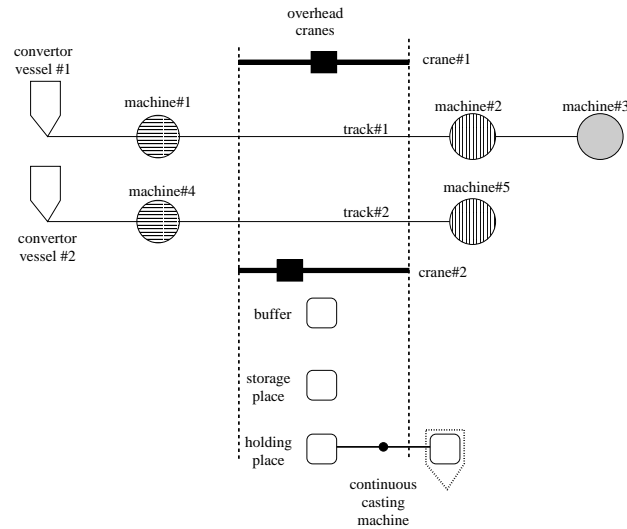 overhead
cranes
convertor
vessel #1
crane#1
machine#1
machine#2
machine#3
track#1
machine#4
machine#5
track#2
convertor
vessel #2
crane#2
buffer
storage
place
holding
place
continuous
casting
machine